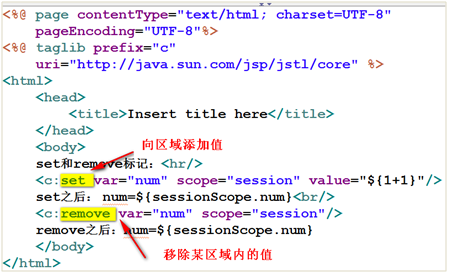 <%@ page contentType="text/html; charset=UTF-8"
pageEncoding="UTF-8"%>
<%@ taglib prefix="c"
uri="http://java.sun.com/jsp/jstl/core" %>
<html>
<head>
<title>Insert title here</title>
</head>
<body>
向区域添加值
set和remove标记：<hr/>
<c:set var="num" scope="session" value="${1+1}"/>
set之后： num=${sessionScope.num}<br/>
<c:remove var="num" scope="session"/>
remove之后：num=${sessionScope.num}
</body>
移除某区域内的值
</html>